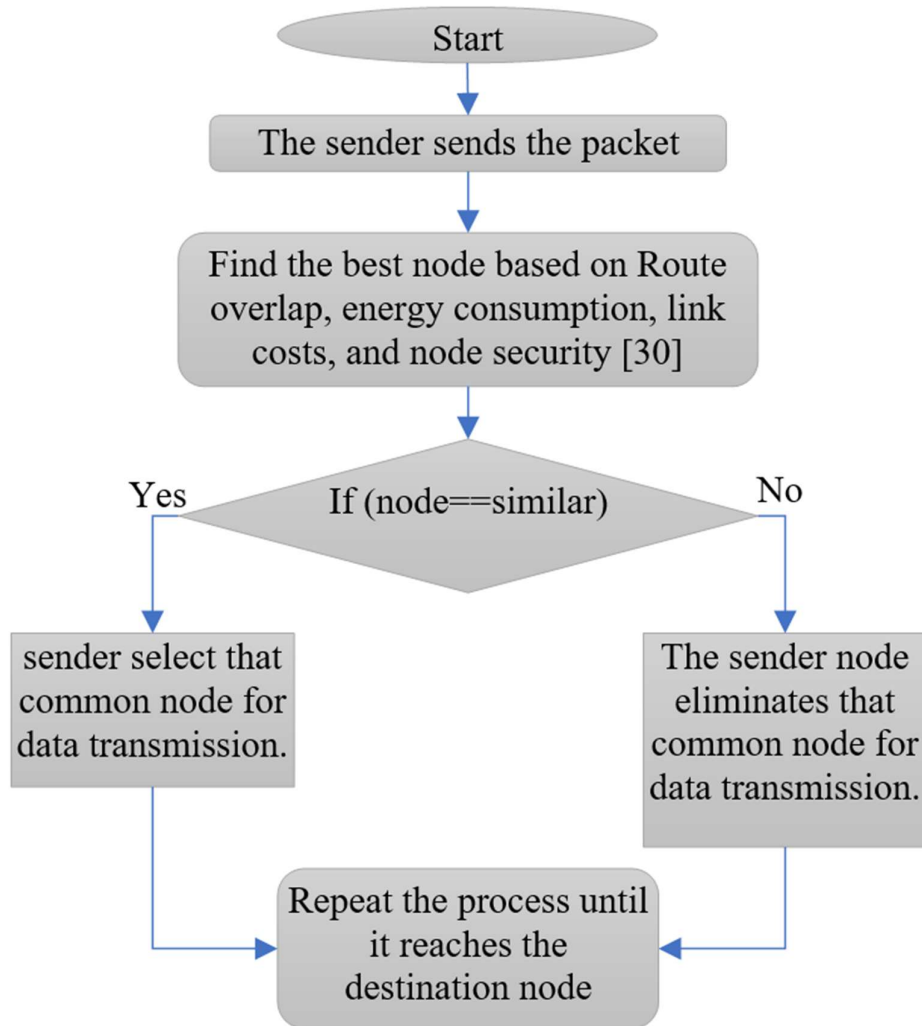 Start
The sender sends the packet
Find the best node based on Route
overlap, energy consumption, link
costs, and node security [30]
Yes
If (node==similar)
No
sender select that
common node for
data transmission.
The sender node
eliminates that
common node for
data transmission.
Repeat the process until
it reaches the
destination node